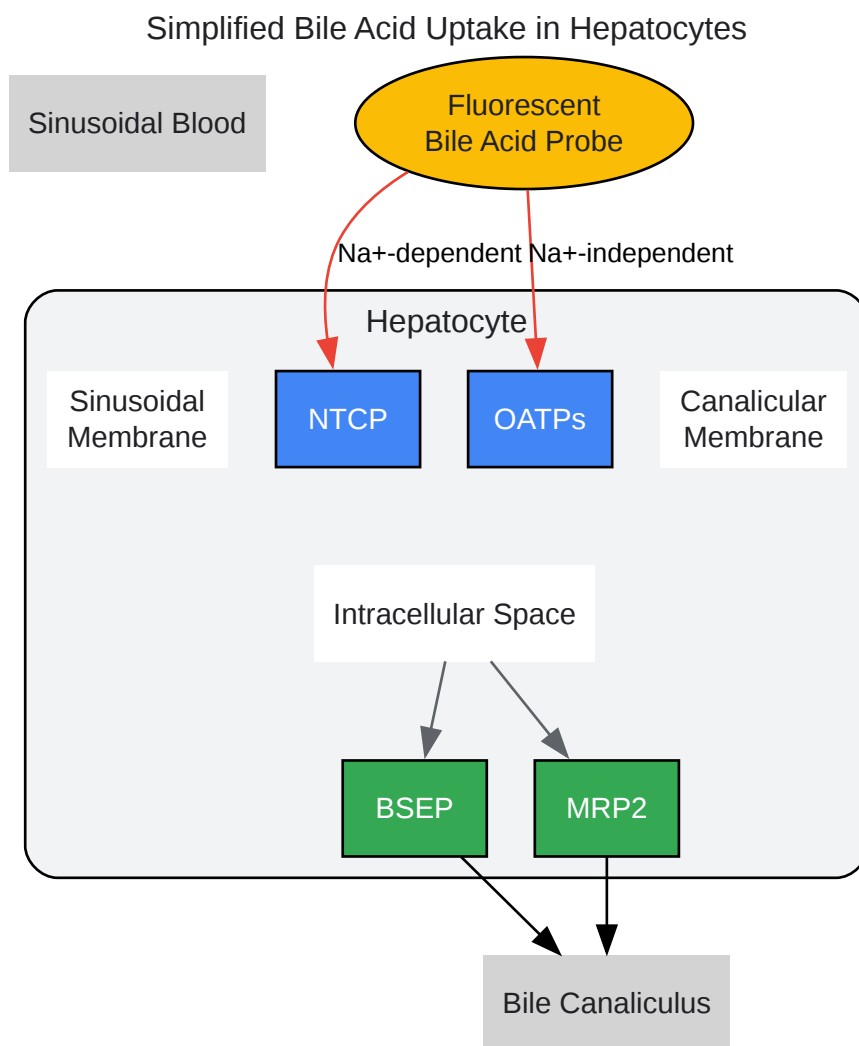 Simplified Bile Acid Uptake in Hepatocytes
Sinusoidal Blood
Fluorescent
Bile Acid Probe
Na+-dependent
Na+-independent
Hepatocyte
Sinusoidal
Membrane
NTCP
OATPs
Canalicular
Membrane
Intracellular Space
BSEP
MRP2
Bile Canaliculus